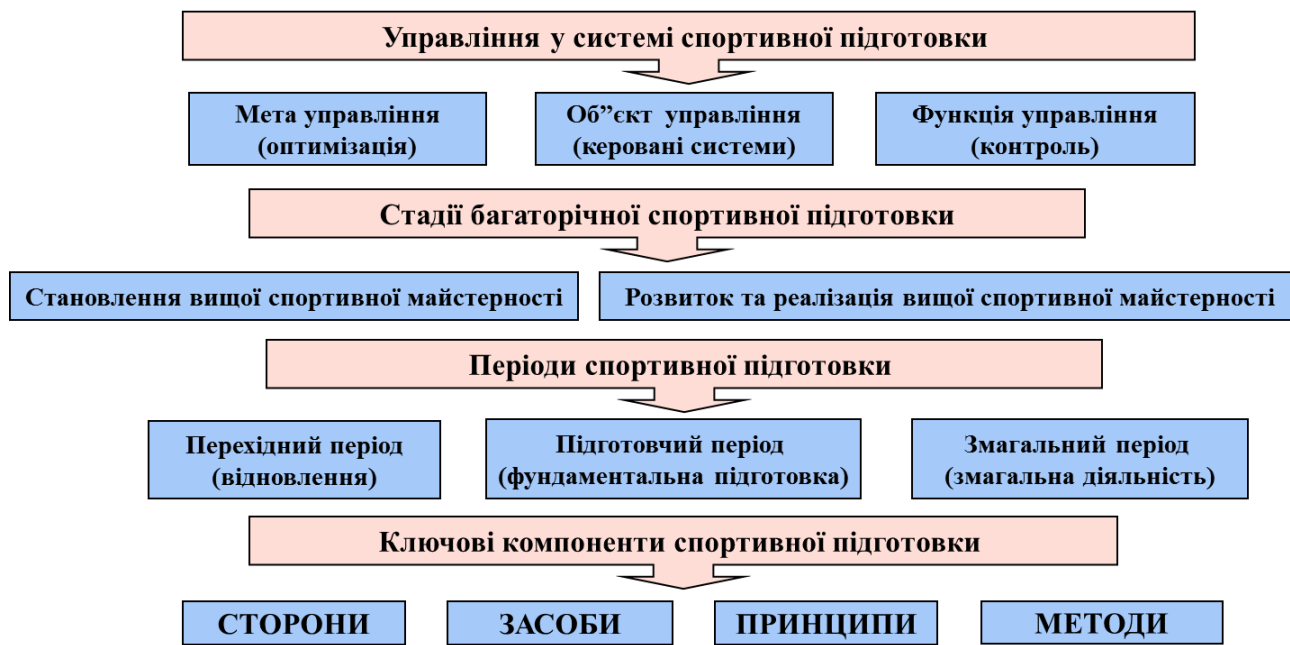 Управління у системі спортивної підготовки
Мета управління
(оптимізація)
Об”єкт управління
(керовані системи)
Функція управління
(контроль)
Стадії багаторічної спортивної підготовки
Становлення вищої спортивної майстерності
Розвиток та реалізація вищої спортивної майстерності
Періоди спортивної підготовки
Перехідний період
(відновлення)
Підготовчий період
(фундаментальна підготовка)
Змагальний період
(змагальна діяльність)
Ключові компоненти спортивної підготовки
СТОРОНИ
ЗАСОБИ
ПРИНЦИПИ
МЕТОДИ